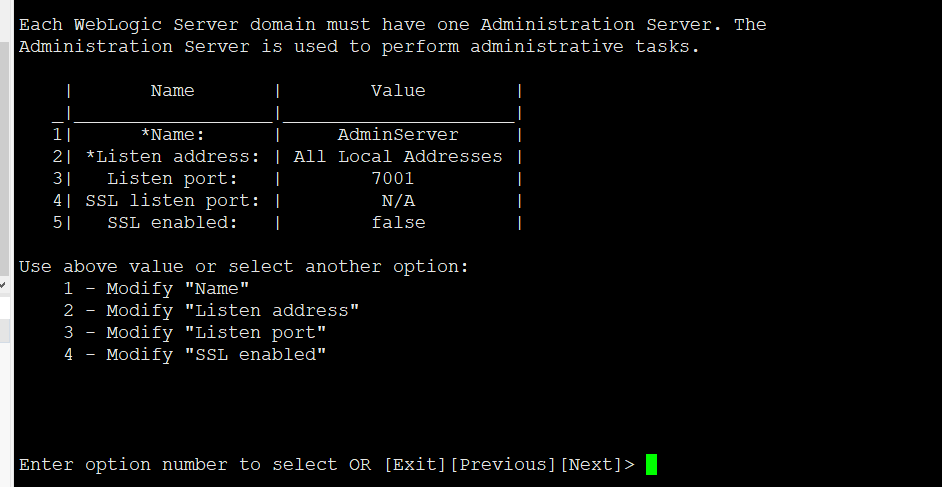 Each WebLogic Server domain must have one Administration Server. The
Administration Server is used to perform administrative tasks.
| Name | Value |
_|__________________|_____________________|
1| *Name: | AdminServer |
2| *Listen address: | All Local Addresses |
3| Listen port: | 7001 |
4| SSL listen port: | N/A |
5| SSL enabled: | false |
Use above value or select another option:
1 - Modify "Name"
2 - Modify "Listen address"
3 - Modify "Listen port"
4 - Modify "SSL enabled"
Enter option number to select OR [Exit][Previous][Next]>